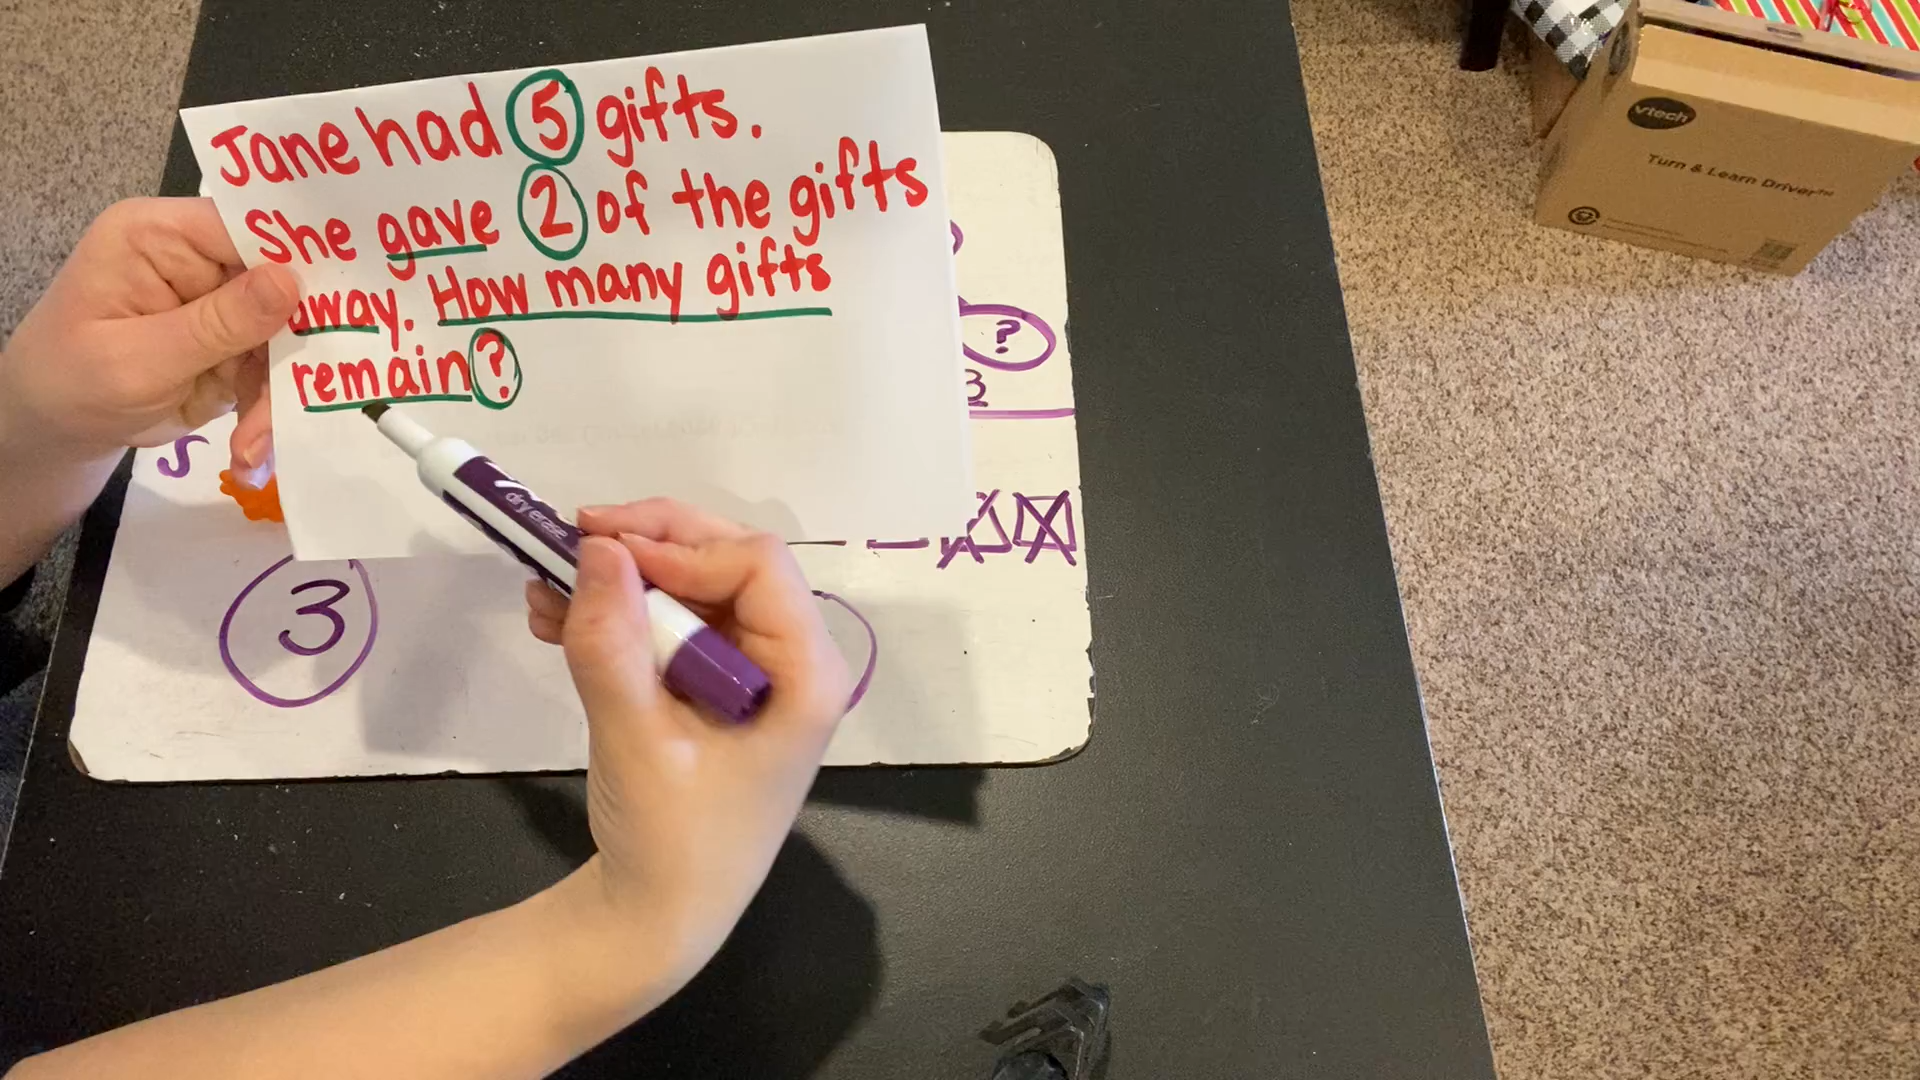 Jane had 5 gifts.
She gave 2 of the gifts
away. How many gifts
remain?
?
3
3
dry erase
vtech
Turn & Learn Driver™